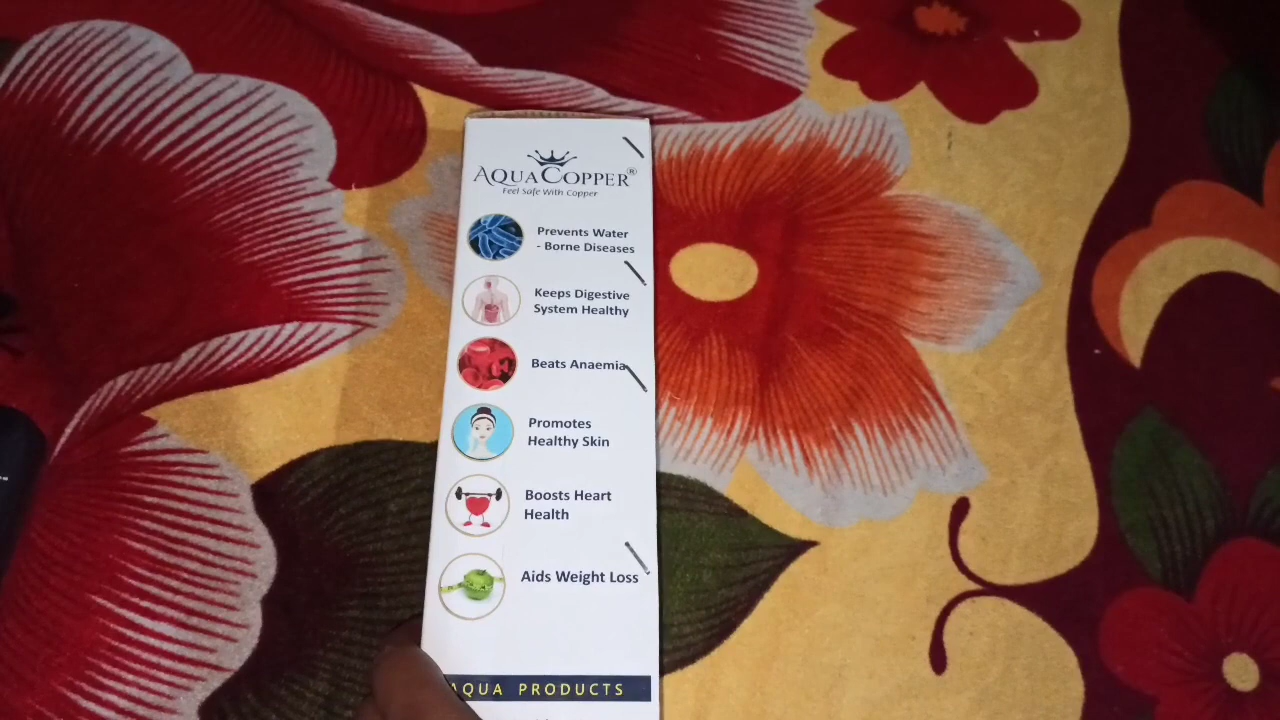 AQUACOPPER®
Feel Safe With Copper
Prevents Water
- Borne Diseases
Keeps Digestive
System Healthy
Beats Anaemia
Promotes
Healthy Skin
Boosts Heart
Health
Aids Weight Loss
AQUA PRODUCTS